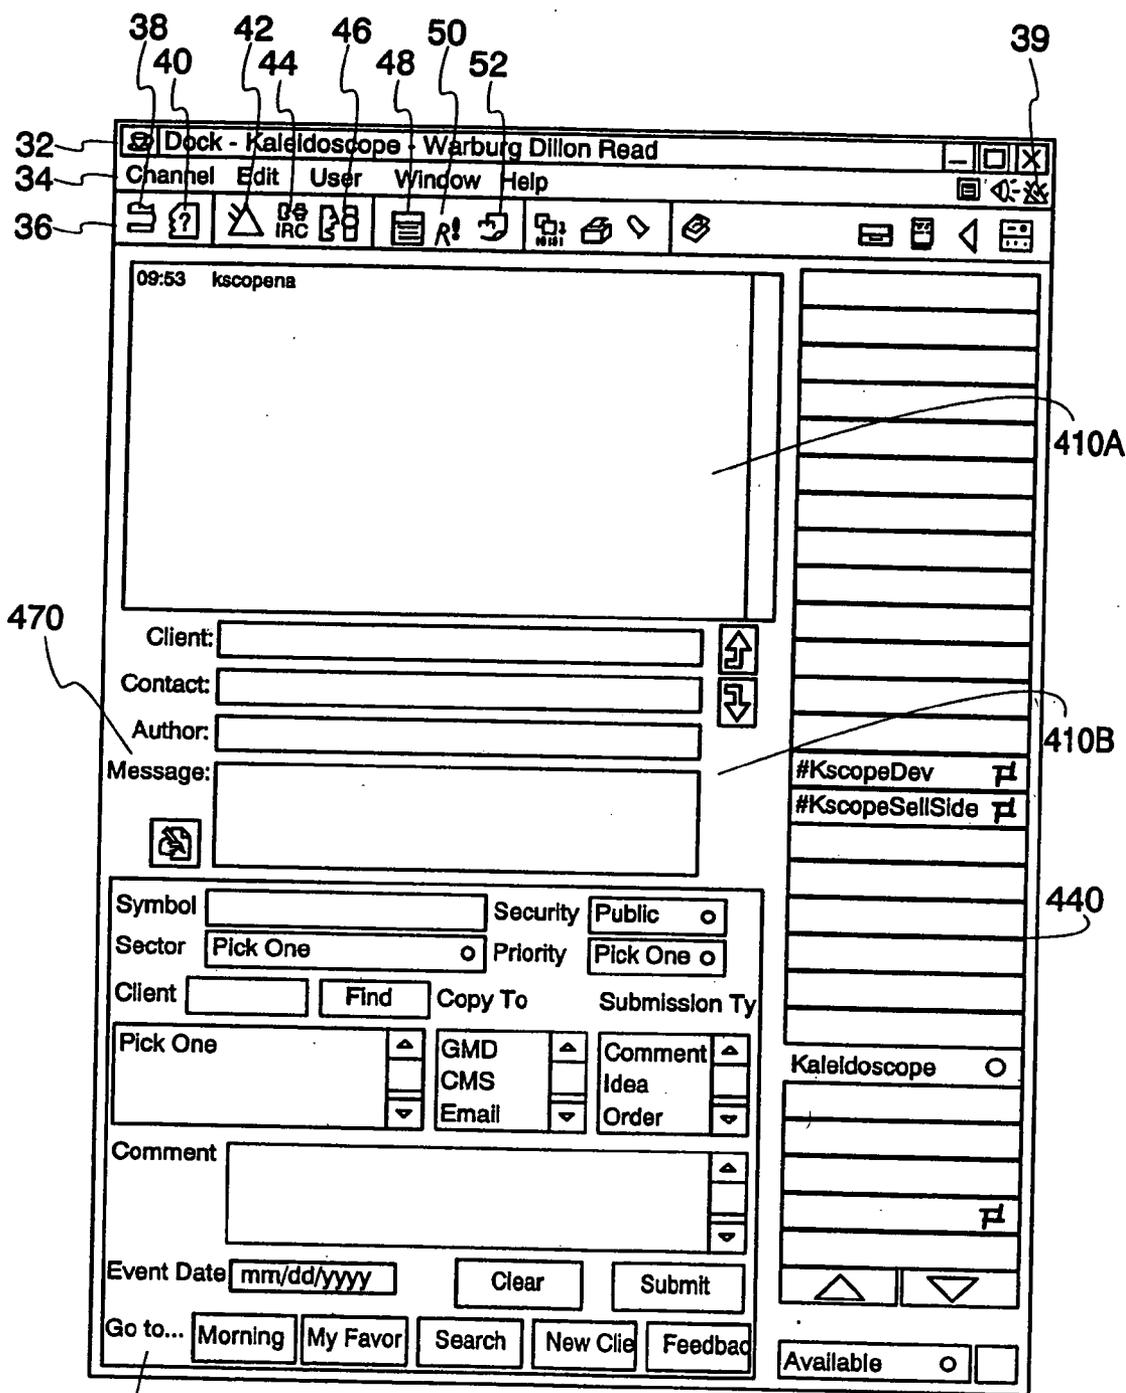 38 42 46 50 39
40 44 48 52
32 Dock - Kaleidoscope - Warburg Dillon Read
34 Channel Edit User Window Help
36 ? IRC R!
09:53 kscopena
410A
470
Client:
Contact:
Author:
410B
Message:
#KscopeDev
#KscopeSellSide
440
Symbol Security Public
Sector Pick One Priority Pick One
Client Find Copy To Submission Ty
Pick One GMD Comment
CMS Idea
Email Order
Kaleidoscope
Comment
Event Date mm/dd/yyyy Clear Submit
Go to... Morning My Favor Search New Clie Feedbac
Available